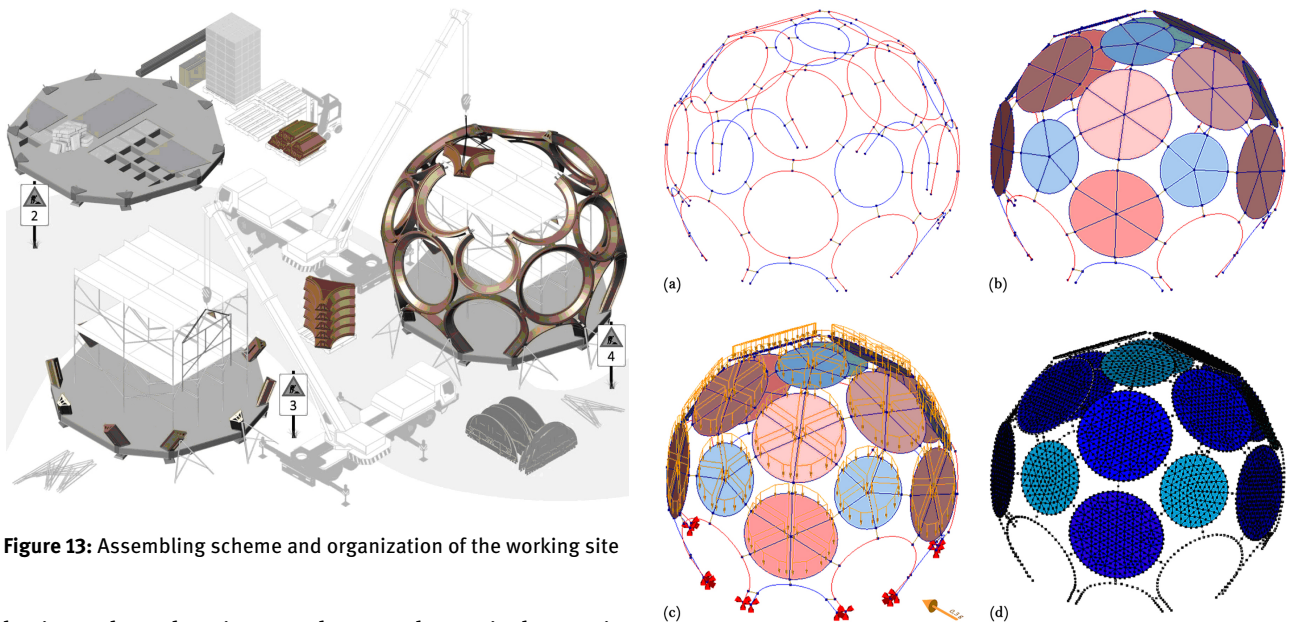 2
3
4
Figure 13: Assembling scheme and organization of the working site
(a)
(b)
(c)
(d)